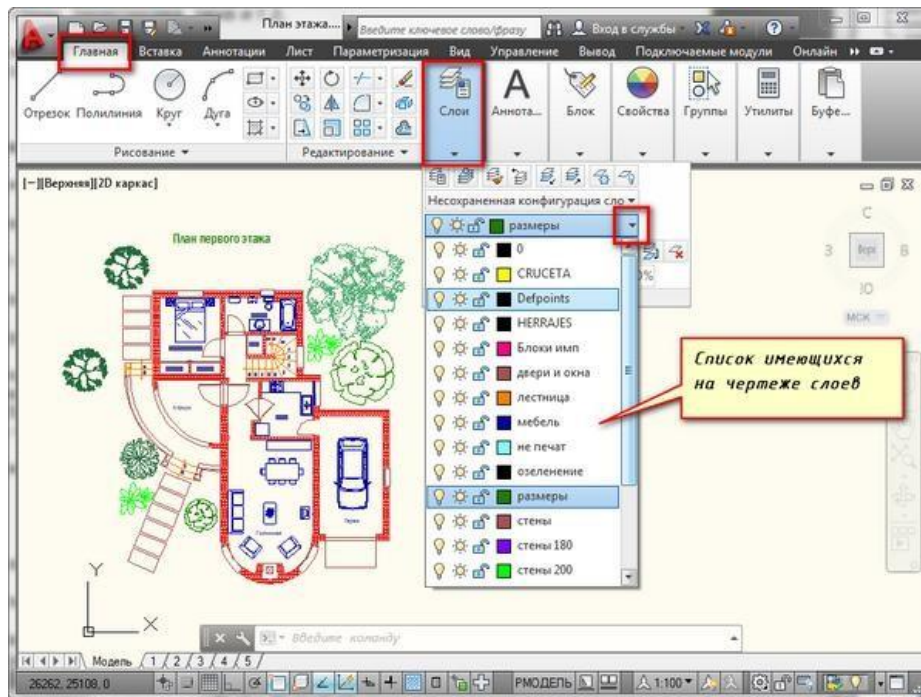 План этажа....
Введите ключевое слово/фразу
Вход в службы
Главная Вставка Аннотации Лист Параметризация Вид Управление Вывод Подключаемые модули Онлайн
Отрезок Полилиния Круг Дуга
Слои Аннота... Блок Свойства Группы Утилиты Буфе...
Рисование Редактирование
[−][Верхняя][2D каркас]
Несохраненная конфигурация сло
размеры
0
CRUCETA
0%
Defpoints
HERRAJES
Блоки имп
двери и окна
лестница
мебель
не печат
озеленение
размеры
стены
стены 180
стены 200
План первого этажа
Список имеющихся
на чертеже слоев
С
З Верх В
Ю
МСК
Y
X
Введите команду
Модель / 1 / 2 / 3 / 4 / 5 /
26262, 25108, 0 РМОДЕЛЬ 1:100